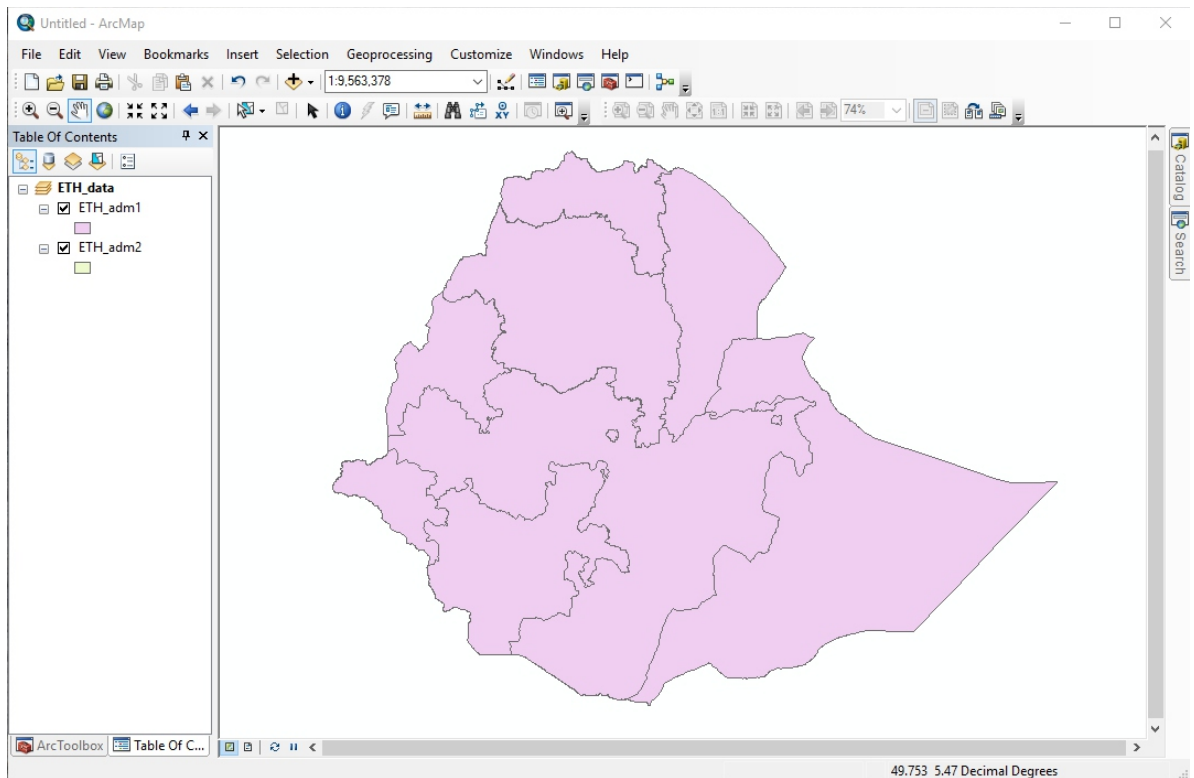 Untitled - ArcMap
File Edit View Bookmarks Insert Selection Geoprocessing Customize Windows Help
1:9,563,378
74%
Table Of Contents
ETH_data
ETH_adm1
ETH_adm2
Catalog
Search
ArcToolbox Table Of C...
49.753 5.47 Decimal Degrees